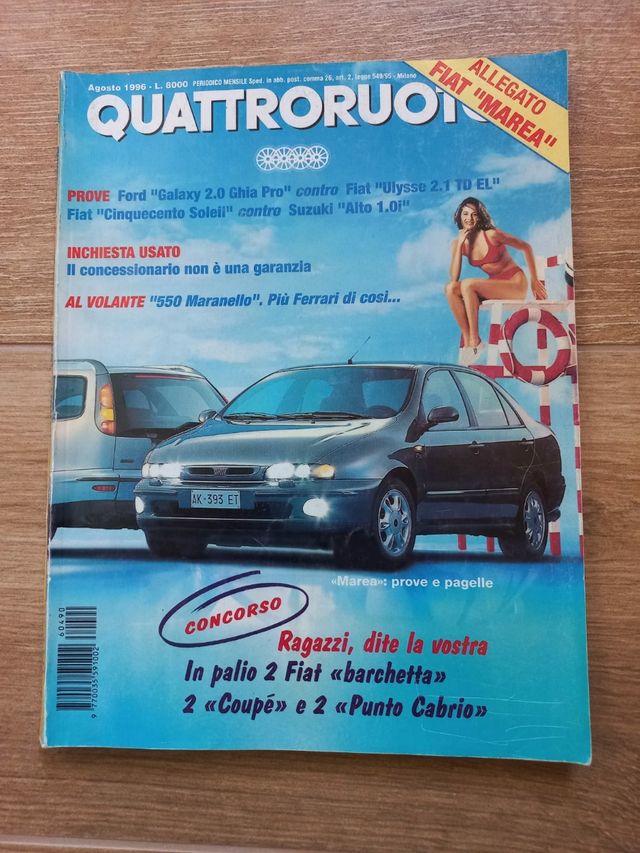 Agosto 1996 - L. 8000 PERIODICO MENSILE Sped. in abb. post. comma 26, art. 2, legge 549/95 - Milano
ALLEGATO
FIAT "MAREA"
QUATTRORUOTE
PROVE Ford "Galaxy 2.0 Ghia Pro" contro Fiat "Ulysse 2.1 TD EL"
Fiat "Cinquecento Soleil" contro Suzuki "Alto 1.0i"
INCHIESTA USATO
Il concessionario non è una garanzia
AL VOLANTE "550 Maranello". Più Ferrari di così...
AK·393 ET
«Marea»: prove e pagelle
CONCORSO
Ragazzi, dite la vostra
In palio 2 Fiat «barchetta»
2 «Coupé» e 2 «Punto Cabrio»
60490
9 770035 591002